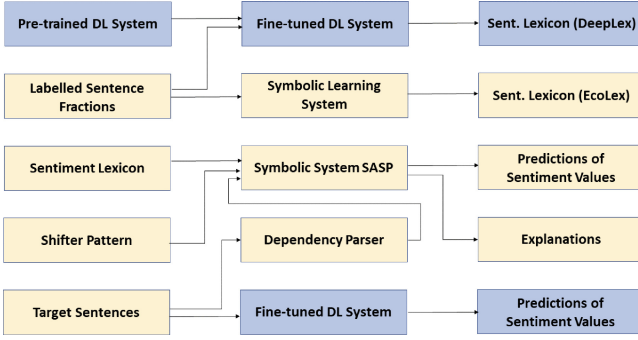 Pre-trained DL System
Fine-tuned DL System
Sent. Lexicon (DeepLex)
Labelled Sentence
Fractions
Symbolic Learning
System
Sent. Lexicon (EcoLex)
Sentiment Lexicon
Symbolic System SASP
Predictions of
Sentiment Values
Shifter Pattern
Dependency Parser
Explanations
Target Sentences
Fine-tuned DL System
Predictions of
Sentiment Values